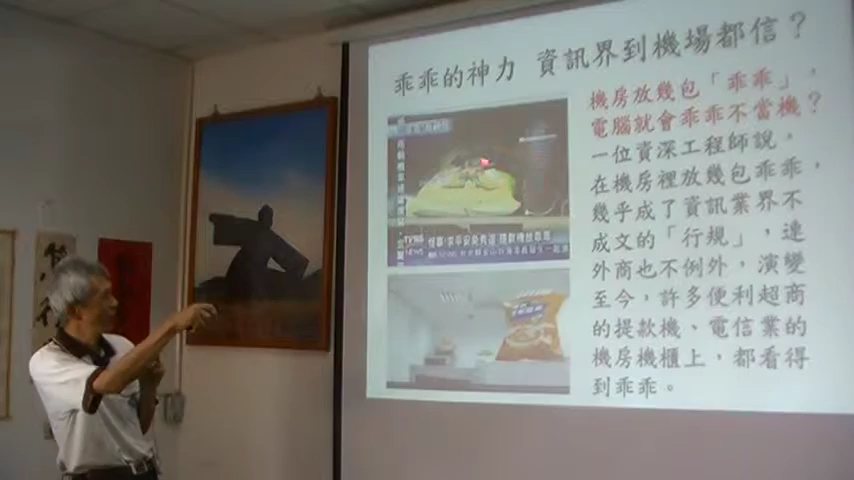 乖乖的神力 資訊界到機場都信？
機房放幾包「乖乖」，
電腦就會乖乖不當機？
一位資深工程師說，
在機房裡放幾包乖乖，
幾乎成了資訊業界不
成文的「行規」，連
外商也不例外，演變
至今，許多便利超商
的提款機、電信業的
機房機櫃上，都看得
到乖乖。